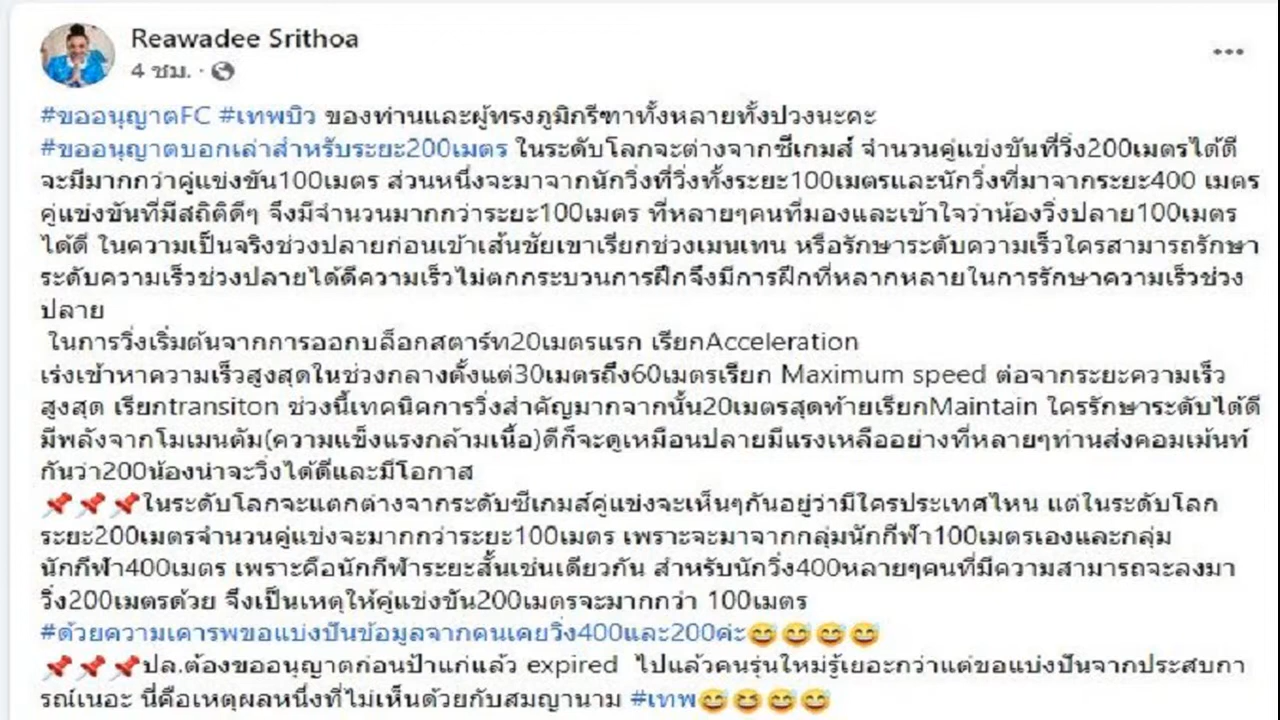 Reawadee Srithoa
4 ชม. ·
#ขออนุญาตFC #เทพบิว ของท่านและผู้ทรงภูมิกรีฑาทั้งหลายทั้งปวงนะคะ
#ขออนุญาตบอกเล่าสำหรับระยะ200เมตร ในระดับโลกจะต่างจากซีเกมส์ จำนวนคู่แข่งขันที่วิ่ง200เมตรได้ดี
จะมีมากกว่าคู่แข่งขัน100เมตร ส่วนหนึ่งจะมาจากนักวิ่งที่วิ่งทั้งระยะ100เมตรและนักวิ่งที่มาจากระยะ400 เมตร
คู่แข่งขันที่มีสถิติดีๆ จึงมีจำนวนมากกว่าระยะ100เมตร ที่หลายๆคนที่มองและเข้าใจว่าน้องวิ่งปลาย100เมตร
ได้ดี ในความเป็นจริงช่วงปลายก่อนเข้าเส้นชัยเขาเรียกช่วงเมนเทน หรือรักษาระดับความเร็วใครสามารถรักษา
ระดับความเร็วช่วงปลายได้ดีความเร็วไม่ตกกระบวนการฝึกจึงมีการฝึกที่หลากหลายในการรักษาความเร็วช่วง
ปลาย
ในการวิ่งเริ่มต้นจากการออกบล็อกสตาร์ท20เมตรแรก เรียกAcceleration
เร่งเข้าหาความเร็วสูงสุดในช่วงกลางตั้งแต่30เมตรถึง60เมตรเรียก Maximum speed ต่อจากระยะความเร็ว
สูงสุด เรียกtransiton ช่วงนี้เทคนิคการวิ่งสำคัญมากจากนั้น20เมตรสุดท้ายเรียกMaintain ใครรักษาระดับได้ดี
มีพลังจากโมเมนตัม(ความแข็งแรงกล้ามเนื้อ)ดีก็จะดูเหมือนปลายมีแรงเหลืออย่างที่หลายๆท่านส่งคอมเม้นท์
กันว่า200น้องน่าจะวิ่งได้ดีและมีโอกาส
📌📌📌ในระดับโลกจะแตกต่างจากระดับซีเกมส์คู่แข่งจะเห็นๆกันอยู่ว่ามีใครประเทศไหน แต่ในระดับโลก
ระยะ200เมตรจำนวนคู่แข่งจะมากกว่าระยะ100เมตร เพราะจะมาจากกลุ่มนักกีฬา100เมตรเองและกลุ่ม
นักกีฬา400เมตร เพราะคือนักกีฬาระยะสั้นเช่นเดียวกัน สำหรับนักวิ่ง400หลายๆคนที่มีความสามารถจะลงมา
วิ่ง200เมตรด้วย จึงเป็นเหตุให้คู่แข่งขัน200เมตรจะมากกว่า 100เมตร
#ด้วยความเคารพขอแบ่งปันข้อมูลจากคนเคยวิ่ง400และ200ค่ะ😅😅😅😅
📌📌📌ปล.ต้องขออนุญาตก่อนป้าแก่แล้ว expired ไปแล้วคนรุ่นใหม่รู้เยอะกว่าแต่ขอแบ่งปันจากประสบกา
รณ์เนอะ นี่คือเหตุผลหนึ่งที่ไม่เห็นด้วยกับสมญานาม #เทพ😅😆😅😅